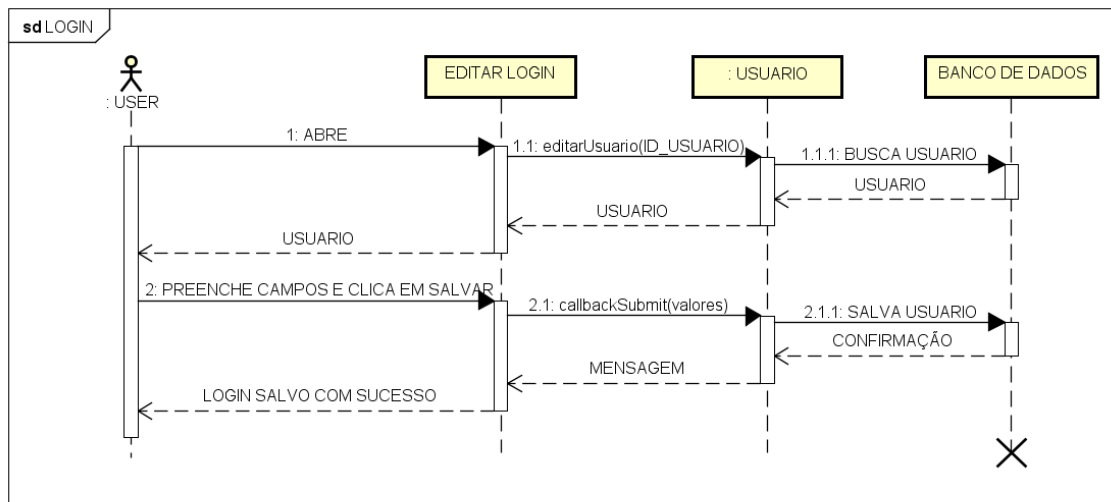 sd LOGIN
: USER
EDITAR LOGIN
: USUARIO
BANCO DE DADOS
1: ABRE
1.1: editarUsuario(ID_USUARIO)
1.1.1: BUSCA USUARIO
USUARIO
USUARIO
USUARIO
2: PREENCHE CAMPOS E CLICA EM SALVAR
2.1: callbackSubmit(valores)
2.1.1: SALVA USUARIO
CONFIRMAÇÃO
MENSAGEM
LOGIN SALVO COM SUCESSO